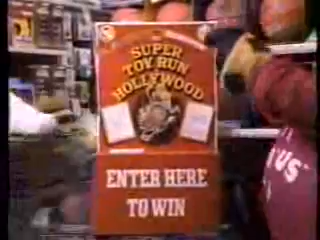 SUPER
TOY RUN
HOLLYWOOD
ENTER HERE
TO WIN